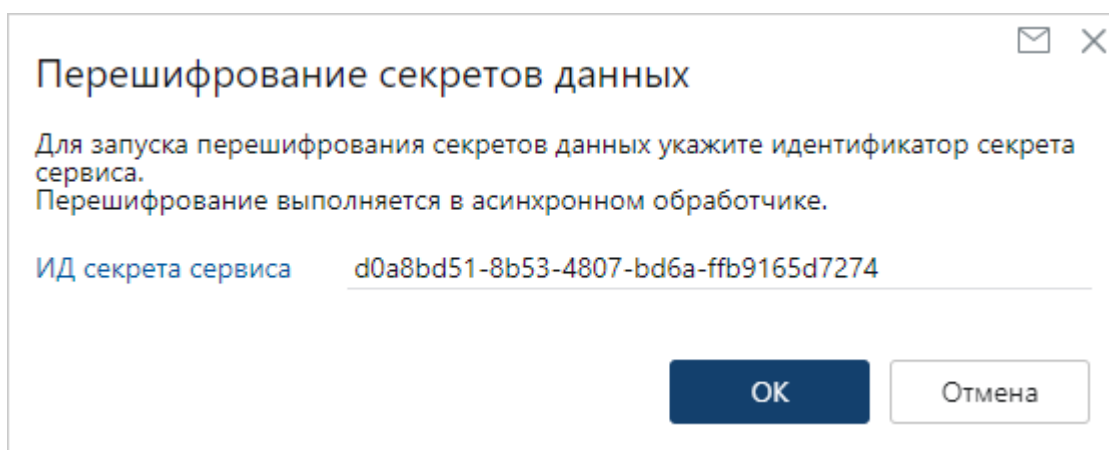 Перешифрование секретов данных
Для запуска перешифрования секретов данных укажите идентификатор секрета
сервиса.
Перешифрование выполняется в асинхронном обработчике.
ИД секрета сервиса d0a8bd51-8b53-4807-bd6a-ffb9165d7274
ОК Отмена